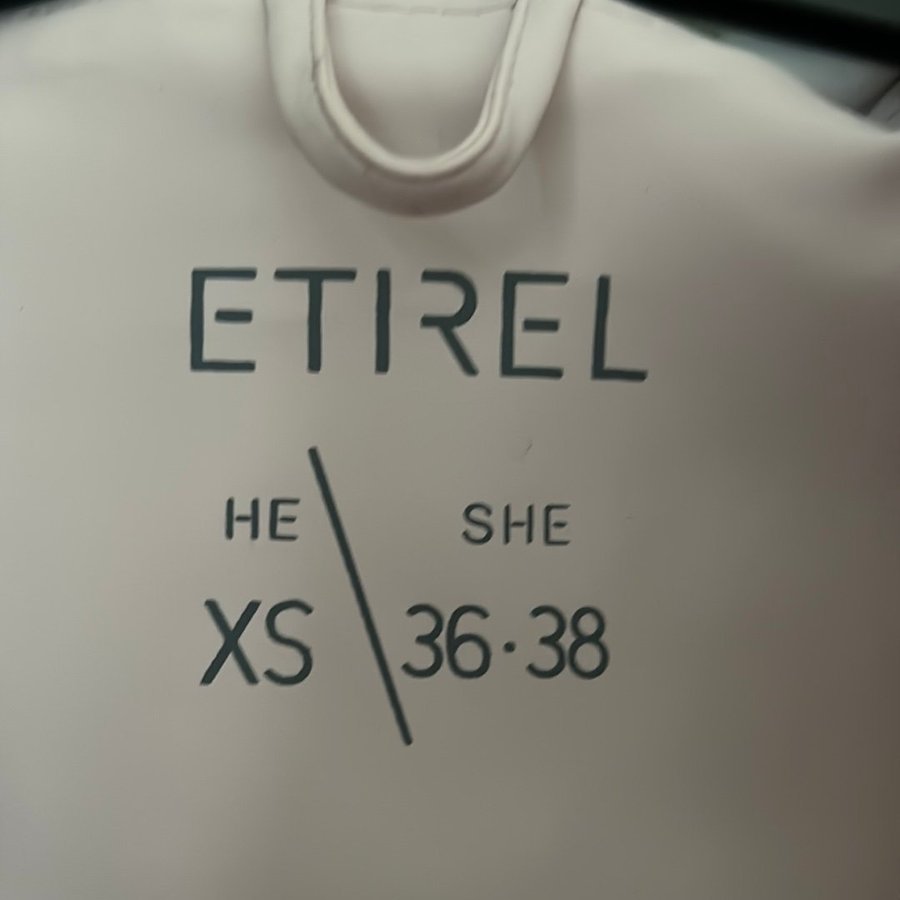 ETIREL
HE \ SHE
XS \ 36·38